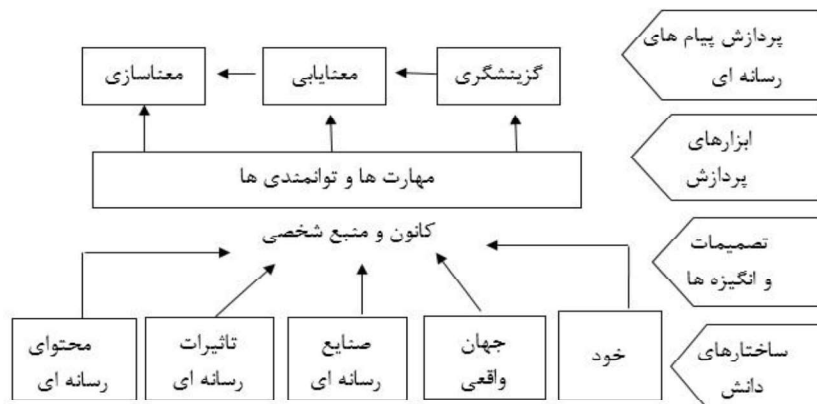 پردازش پیام های
رسانه ای
گزینشگری
معنایابی
معناسازی
ابزارهای
پردازش
مهارت ها و توانمندی ها
تصمیمات
و انگیزه ها
کانون و منبع شخصی
ساختارهای
دانش
خود
جهان
واقعی
صنایع
رسانه ای
تاثیرات
رسانه ای
محتوای
رسانه ای